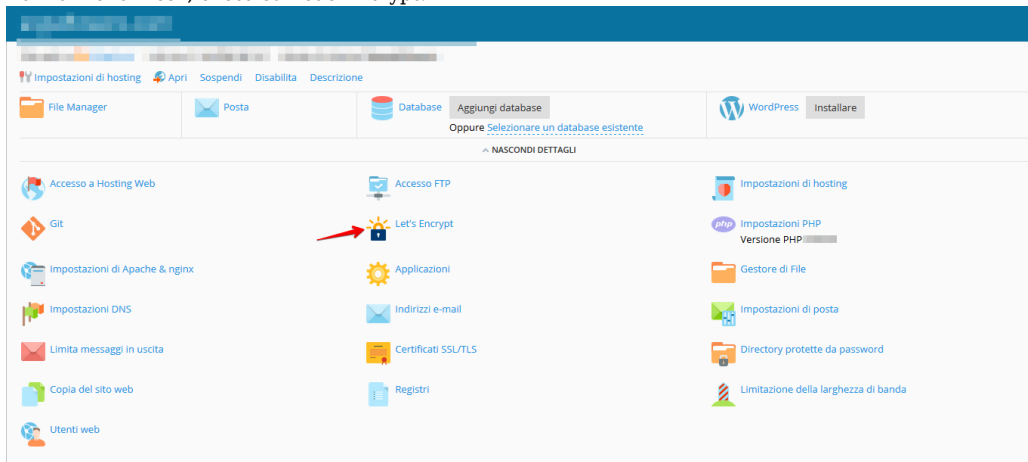 Impostazioni di hosting Apri Sospendi Disabilita Descrizione
File Manager Posta Database Aggiungi database WordPress Installare
Oppure Selezionare un database esistente
NASCONDI DETTAGLI
Accesso a Hosting Web Accesso FTP Impostazioni di hosting
Git Let's Encrypt php Impostazioni PHP
Versione PHP
Impostazioni di Apache & nginx Applicazioni Gestore di File
Impostazioni DNS Indirizzi e-mail Impostazioni di posta
Limita messaggi in uscita Certificati SSL/TLS Directory protette da password
Copia del sito web Registri Limitazione della larghezza di banda
Utenti web